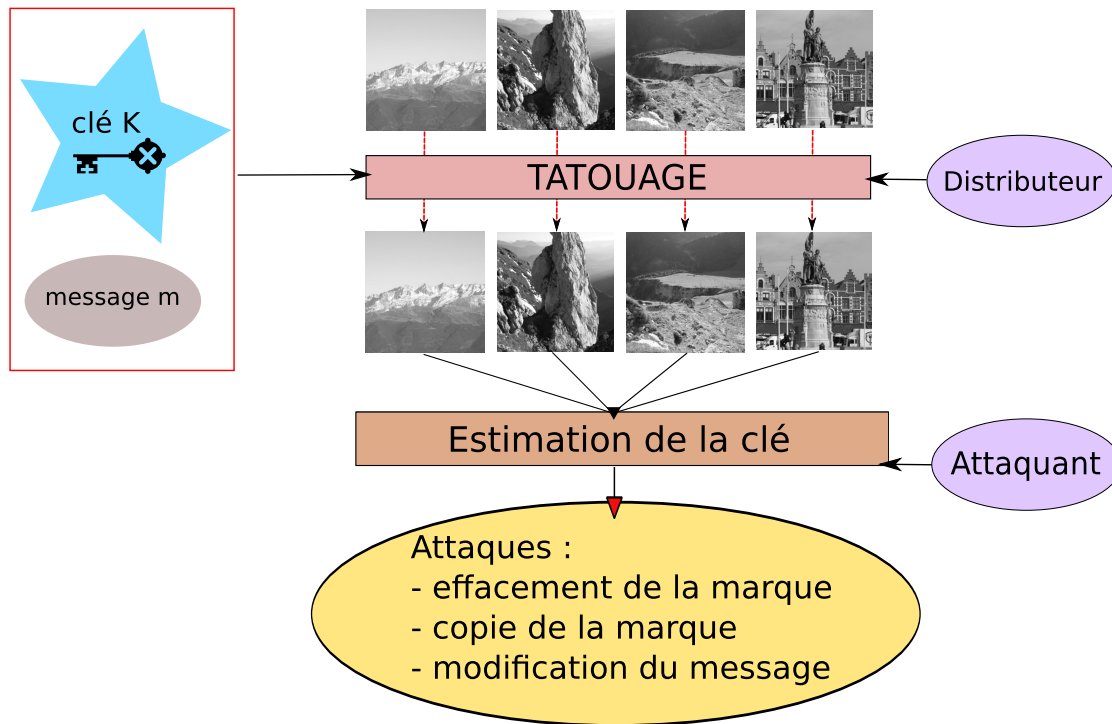 clé K
message m
TATOUAGE
Distributeur
Estimation de la clé
Attaquant
Attaques :
- effacement de la marque
- copie de la marque
- modification du message